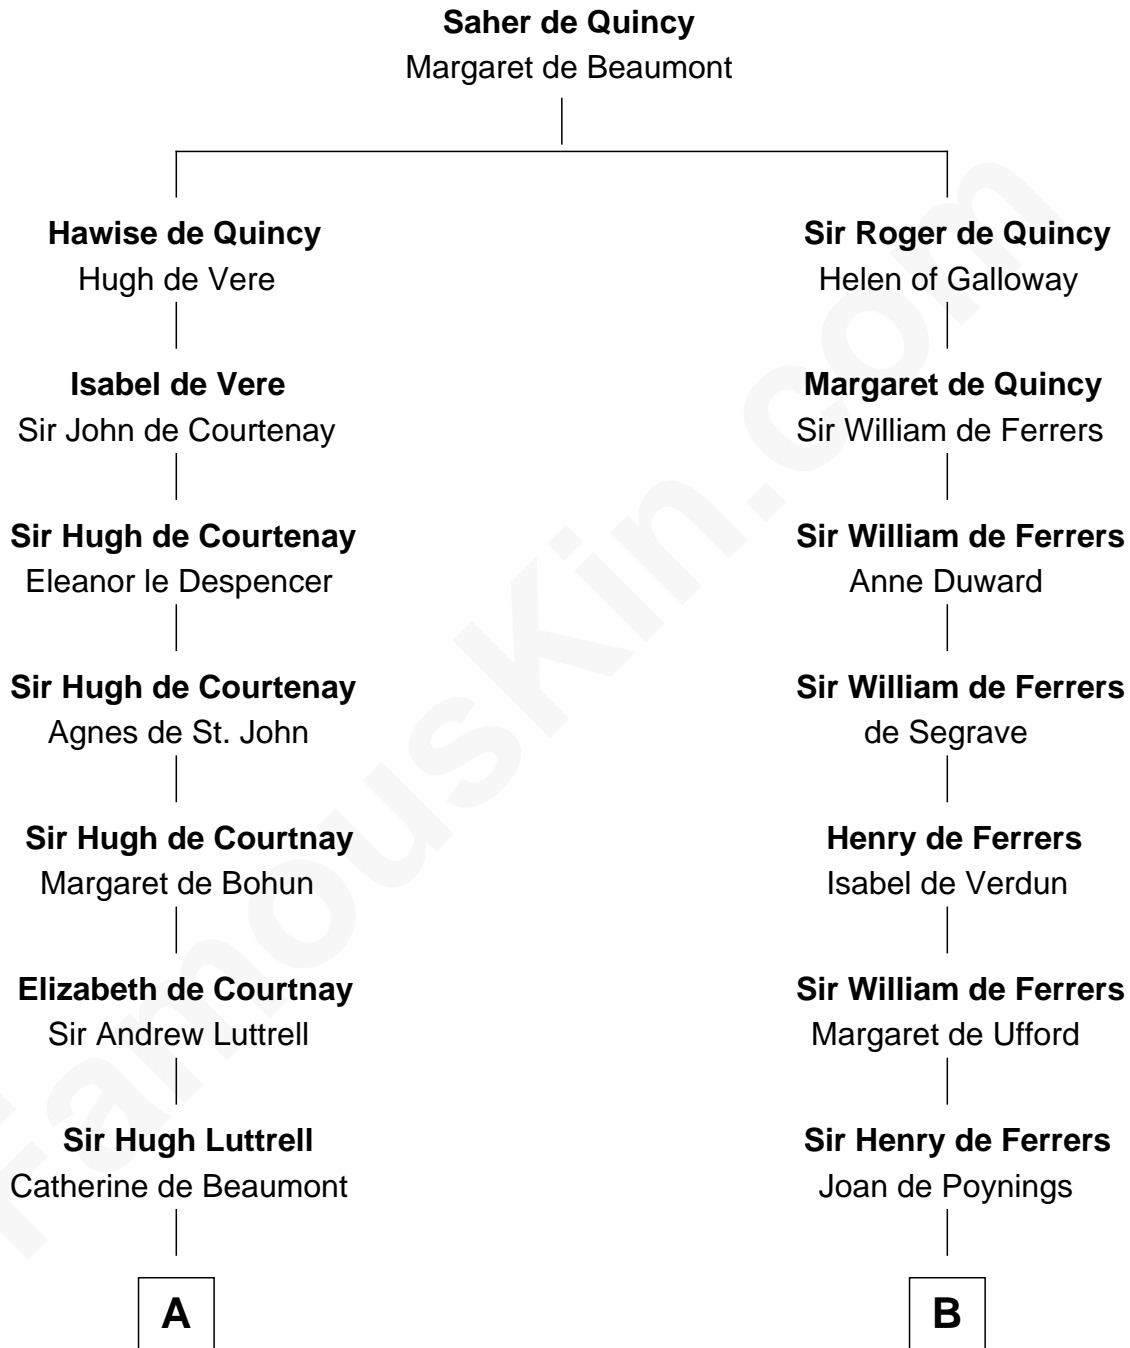 Saher de Quincy
Margaret de Beaumont
Hawise de Quincy
Hugh de Vere
Isabel de Vere
Sir John de Courtenay
Sir Hugh de Courtenay
Eleanor le Despencer
Sir Hugh de Courtenay
Agnes de St. John
Sir Hugh de Courtnay
Margaret de Bohun
Elizabeth de Courtnay
Sir Andrew Luttrell
Sir Hugh Luttrell
Catherine de Beaumont
A
Sir Roger de Quincy
Helen of Galloway
Margaret de Quincy
Sir William de Ferrers
Sir William de Ferrers
Anne Duward
Sir William de Ferrers
de Segrave
Henry de Ferrers
Isabel de Verdun
Sir William de Ferrers
Margaret de Ufford
Sir Henry de Ferrers
Joan de Poynings
B
FamousKin.com